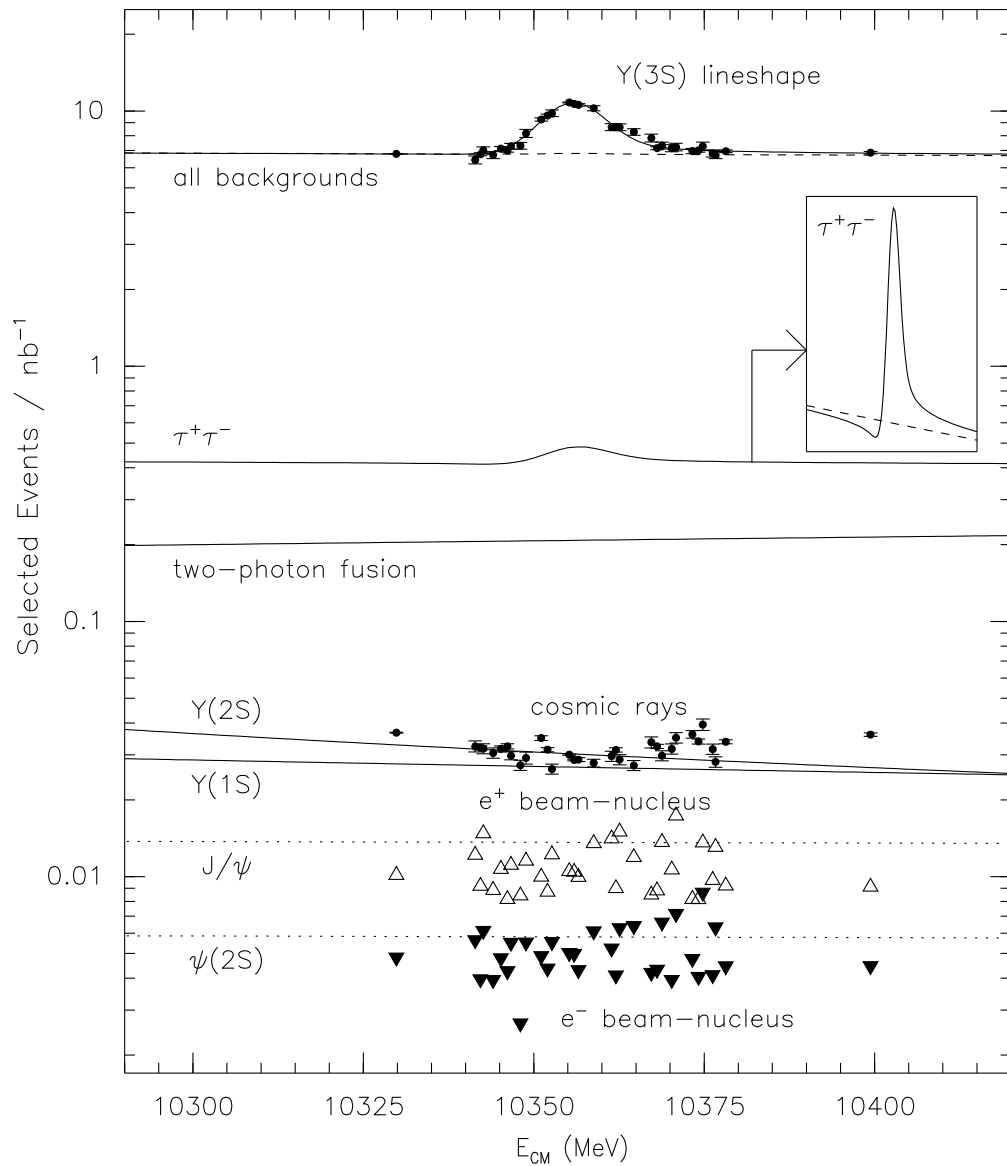 Υ(3S) lineshape
10
all backgrounds
τ⁺τ⁻
1
τ⁺τ⁻
Selected Events / nb⁻¹
two-photon fusion
0.1
Υ(2S)
cosmic rays
Υ(1S)
e⁺ beam-nucleus
J/ψ
0.01
ψ(2S)
e⁻ beam-nucleus
10300 10325 10350 10375 10400
E_CM (MeV)